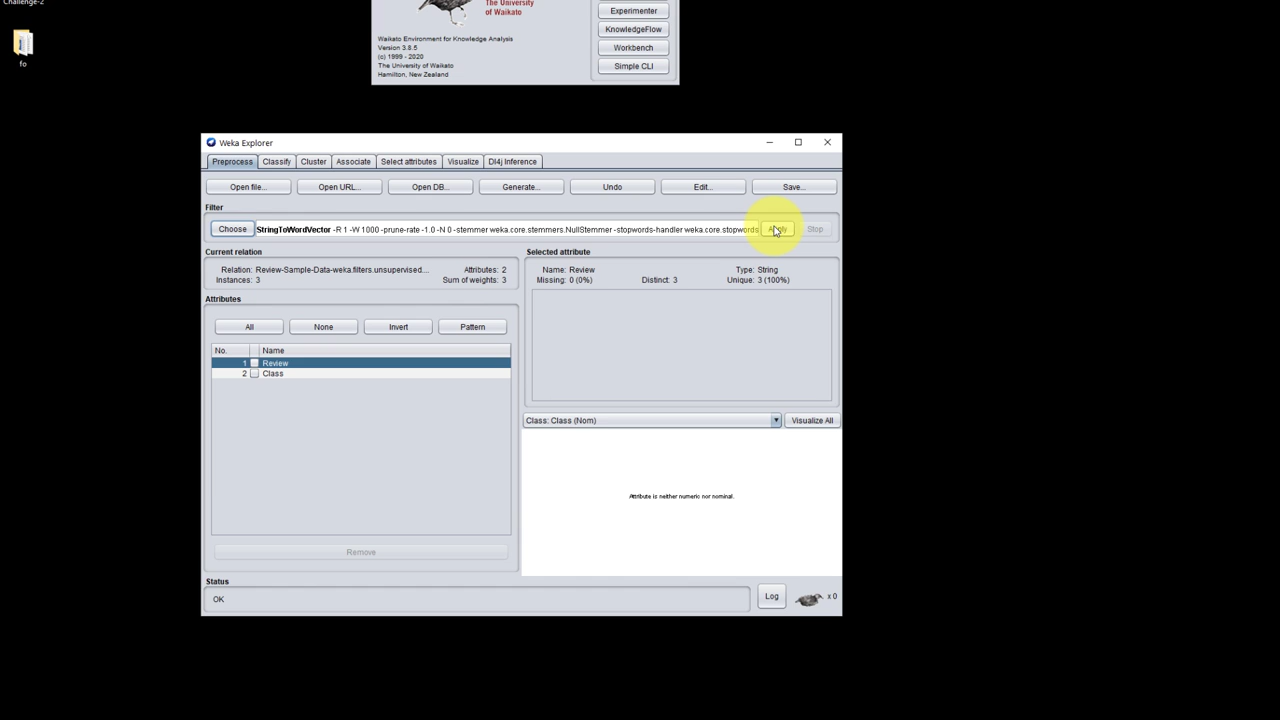 Challenge-2
fo
The University
of Waikato
Waikato Environment for Knowledge Analysis
Version 3.8.5
(c) 1999 - 2020
The University of Waikato
Hamilton, New Zealand
Experimenter
KnowledgeFlow
Workbench
Simple CLI
Weka Explorer
Preprocess Classify Cluster Associate Select attributes Visualize Dl4j Inference
Open file... Open URL... Open DB... Generate... Undo Edit... Save...
Filter
Choose StringToWordVector -R 1 -W 1000 -prune-rate -1.0 -N 0 -stemmer weka.core.stemmers.NullStemmer -stopwords-handler weka.core.stopwords Apply Stop
Current relation
Relation: Review-Sample-Data-weka.filters.unsupervised.... Attributes: 2
Instances: 3 Sum of weights: 3
Selected attribute
Name: Review Type: String
Missing: 0 (0%) Distinct: 3 Unique: 3 (100%)
Attributes
All None Invert Pattern
No. Name
1 Review
2 Class
Remove
Class: Class (Nom) Visualize All
Attribute is neither numeric nor nominal.
Status
OK
Log x 0